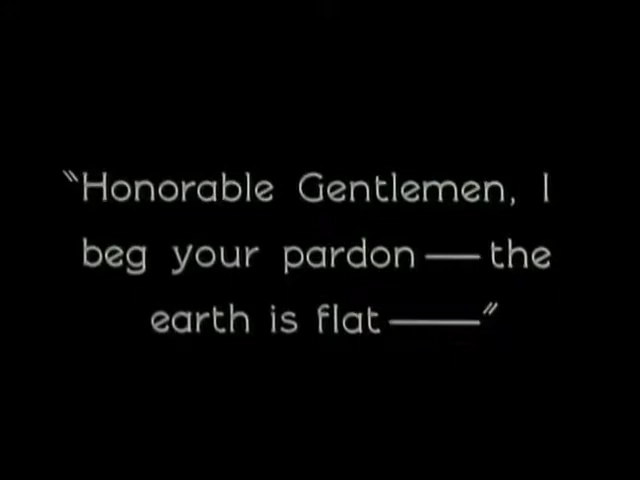 "Honorable Gentlemen, I
beg your pardon — the
earth is flat ——"